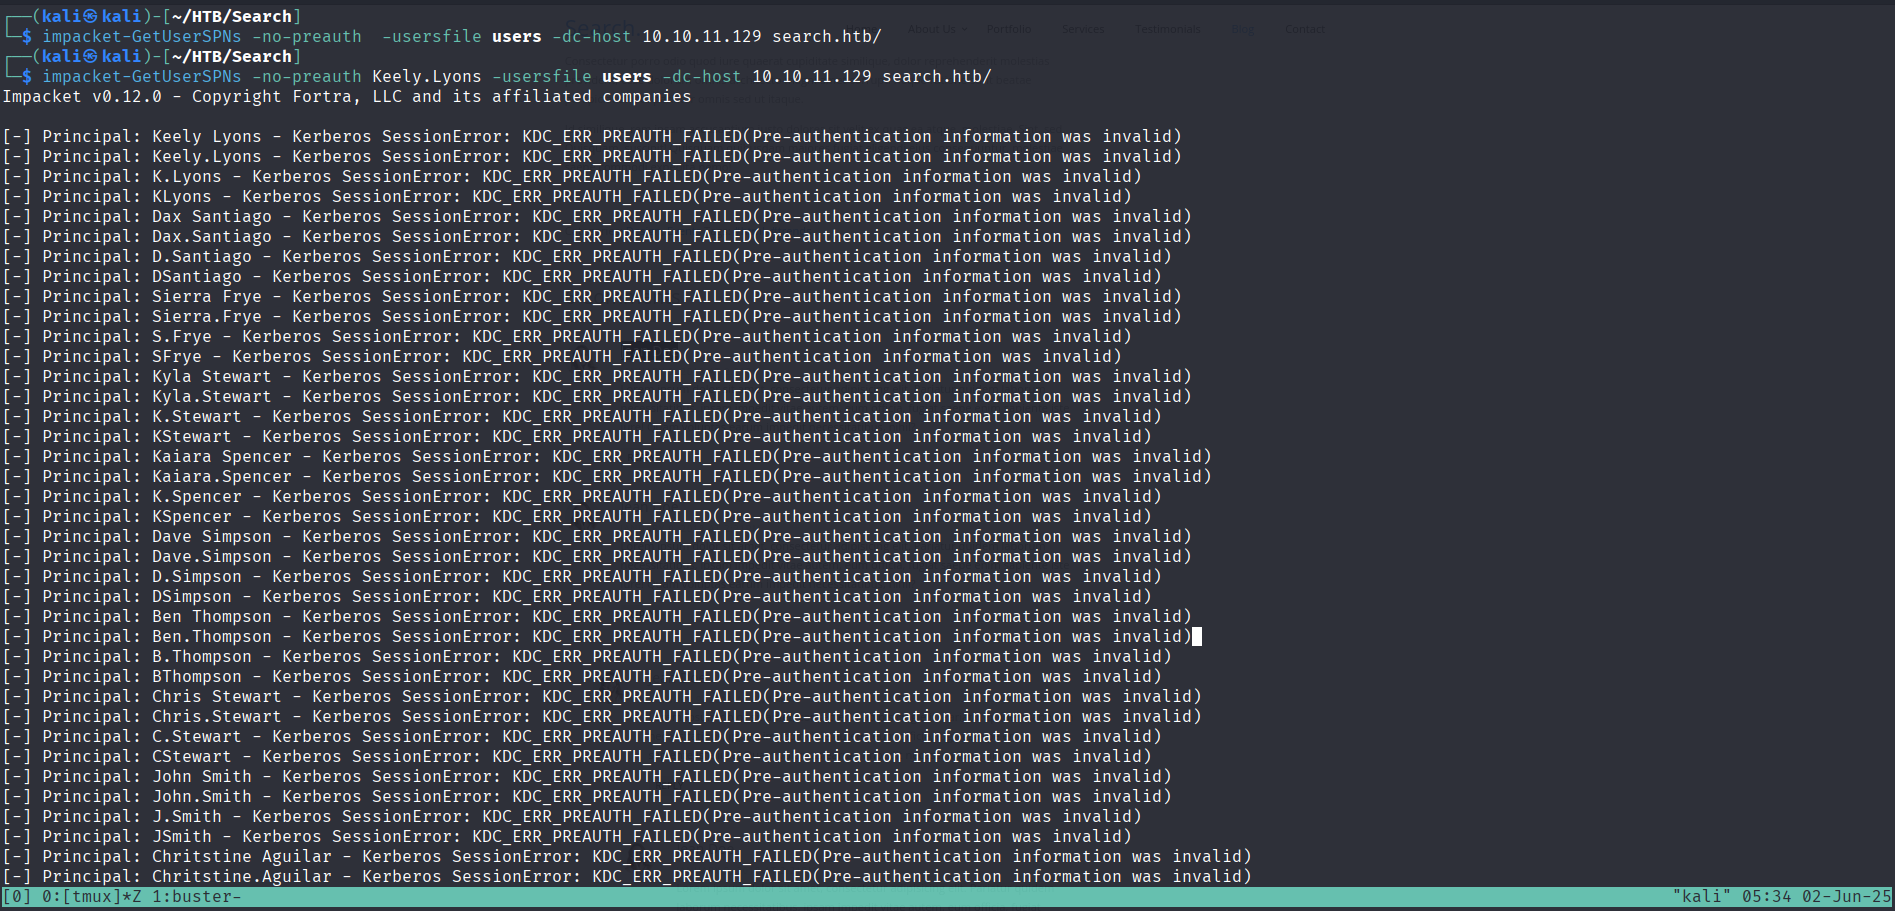 ┌──(kali㉿kali)-[~/HTB/Search]
└─$ impacket-GetUserSPNs -no-preauth  -usersfile users -dc-host 10.10.11.129 search.htb/
┌──(kali㉿kali)-[~/HTB/Search]
└─$ impacket-GetUserSPNs -no-preauth Keely.Lyons -usersfile users -dc-host 10.10.11.129 search.htb/
Impacket v0.12.0 - Copyright Fortra, LLC and its affiliated companies
[-] Principal: Keely Lyons - Kerberos SessionError: KDC_ERR_PREAUTH_FAILED(Pre-authentication information was invalid)
[-] Principal: Keely.Lyons - Kerberos SessionError: KDC_ERR_PREAUTH_FAILED(Pre-authentication information was invalid)
[-] Principal: K.Lyons - Kerberos SessionError: KDC_ERR_PREAUTH_FAILED(Pre-authentication information was invalid)
[-] Principal: KLyons - Kerberos SessionError: KDC_ERR_PREAUTH_FAILED(Pre-authentication information was invalid)
[-] Principal: Dax Santiago - Kerberos SessionError: KDC_ERR_PREAUTH_FAILED(Pre-authentication information was invalid)
[-] Principal: Dax.Santiago - Kerberos SessionError: KDC_ERR_PREAUTH_FAILED(Pre-authentication information was invalid)
[-] Principal: D.Santiago - Kerberos SessionError: KDC_ERR_PREAUTH_FAILED(Pre-authentication information was invalid)
[-] Principal: DSantiago - Kerberos SessionError: KDC_ERR_PREAUTH_FAILED(Pre-authentication information was invalid)
[-] Principal: Sierra Frye - Kerberos SessionError: KDC_ERR_PREAUTH_FAILED(Pre-authentication information was invalid)
[-] Principal: Sierra.Frye - Kerberos SessionError: KDC_ERR_PREAUTH_FAILED(Pre-authentication information was invalid)
[-] Principal: S.Frye - Kerberos SessionError: KDC_ERR_PREAUTH_FAILED(Pre-authentication information was invalid)
[-] Principal: SFrye - Kerberos SessionError: KDC_ERR_PREAUTH_FAILED(Pre-authentication information was invalid)
[-] Principal: Kyla Stewart - Kerberos SessionError: KDC_ERR_PREAUTH_FAILED(Pre-authentication information was invalid)
[-] Principal: Kyla.Stewart - Kerberos SessionError: KDC_ERR_PREAUTH_FAILED(Pre-authentication information was invalid)
[-] Principal: K.Stewart - Kerberos SessionError: KDC_ERR_PREAUTH_FAILED(Pre-authentication information was invalid)
[-] Principal: KStewart - Kerberos SessionError: KDC_ERR_PREAUTH_FAILED(Pre-authentication information was invalid)
[-] Principal: Kaiara Spencer - Kerberos SessionError: KDC_ERR_PREAUTH_FAILED(Pre-authentication information was invalid)
[-] Principal: Kaiara.Spencer - Kerberos SessionError: KDC_ERR_PREAUTH_FAILED(Pre-authentication information was invalid)
[-] Principal: K.Spencer - Kerberos SessionError: KDC_ERR_PREAUTH_FAILED(Pre-authentication information was invalid)
[-] Principal: KSpencer - Kerberos SessionError: KDC_ERR_PREAUTH_FAILED(Pre-authentication information was invalid)
[-] Principal: Dave Simpson - Kerberos SessionError: KDC_ERR_PREAUTH_FAILED(Pre-authentication information was invalid)
[-] Principal: Dave.Simpson - Kerberos SessionError: KDC_ERR_PREAUTH_FAILED(Pre-authentication information was invalid)
[-] Principal: D.Simpson - Kerberos SessionError: KDC_ERR_PREAUTH_FAILED(Pre-authentication information was invalid)
[-] Principal: DSimpson - Kerberos SessionError: KDC_ERR_PREAUTH_FAILED(Pre-authentication information was invalid)
[-] Principal: Ben Thompson - Kerberos SessionError: KDC_ERR_PREAUTH_FAILED(Pre-authentication information was invalid)
[-] Principal: Ben.Thompson - Kerberos SessionError: KDC_ERR_PREAUTH_FAILED(Pre-authentication information was invalid)
[-] Principal: B.Thompson - Kerberos SessionError: KDC_ERR_PREAUTH_FAILED(Pre-authentication information was invalid)
[-] Principal: BThompson - Kerberos SessionError: KDC_ERR_PREAUTH_FAILED(Pre-authentication information was invalid)
[-] Principal: Chris Stewart - Kerberos SessionError: KDC_ERR_PREAUTH_FAILED(Pre-authentication information was invalid)
[-] Principal: Chris.Stewart - Kerberos SessionError: KDC_ERR_PREAUTH_FAILED(Pre-authentication information was invalid)
[-] Principal: C.Stewart - Kerberos SessionError: KDC_ERR_PREAUTH_FAILED(Pre-authentication information was invalid)
[-] Principal: CStewart - Kerberos SessionError: KDC_ERR_PREAUTH_FAILED(Pre-authentication information was invalid)
[-] Principal: John Smith - Kerberos SessionError: KDC_ERR_PREAUTH_FAILED(Pre-authentication information was invalid)
[-] Principal: John.Smith - Kerberos SessionError: KDC_ERR_PREAUTH_FAILED(Pre-authentication information was invalid)
[-] Principal: J.Smith - Kerberos SessionError: KDC_ERR_PREAUTH_FAILED(Pre-authentication information was invalid)
[-] Principal: JSmith - Kerberos SessionError: KDC_ERR_PREAUTH_FAILED(Pre-authentication information was invalid)
[-] Principal: Chritstine Aguilar - Kerberos SessionError: KDC_ERR_PREAUTH_FAILED(Pre-authentication information was invalid)
[-] Principal: Chritstine.Aguilar - Kerberos SessionError: KDC_ERR_PREAUTH_FAILED(Pre-authentication information was invalid)
[0] 0:[tmux]*Z 1:buster- "kali" 05:34 02-Jun-25